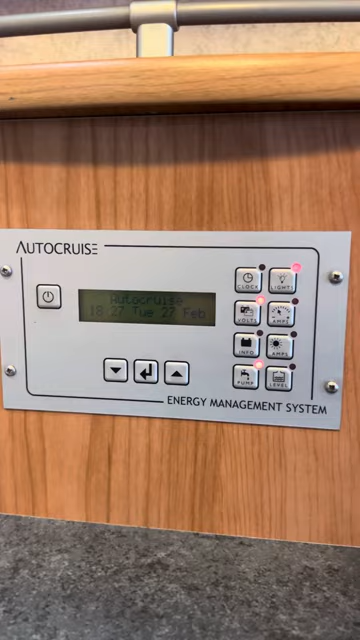 AUTOCRUISE
Autocruise
18:27 Tue 27 Feb
CLOCK
LIGHTS
VOLTS
AMPS
INFO
AMPS
PUMP
LEVEL
ENERGY MANAGEMENT SYSTEM